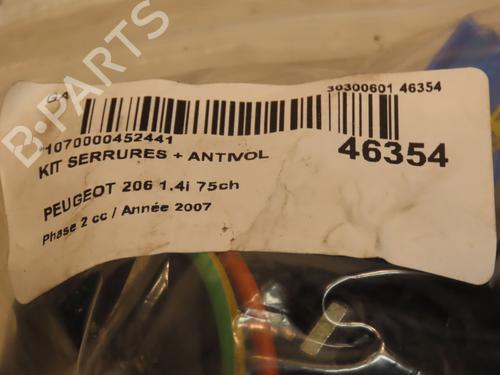 B-PARTS
30300601 46354
1070000452441
KIT SERRURES + ANTIVOL
46354
PEUGEOT 206 1.4i 75ch
Phase 2 cc / Année 2007